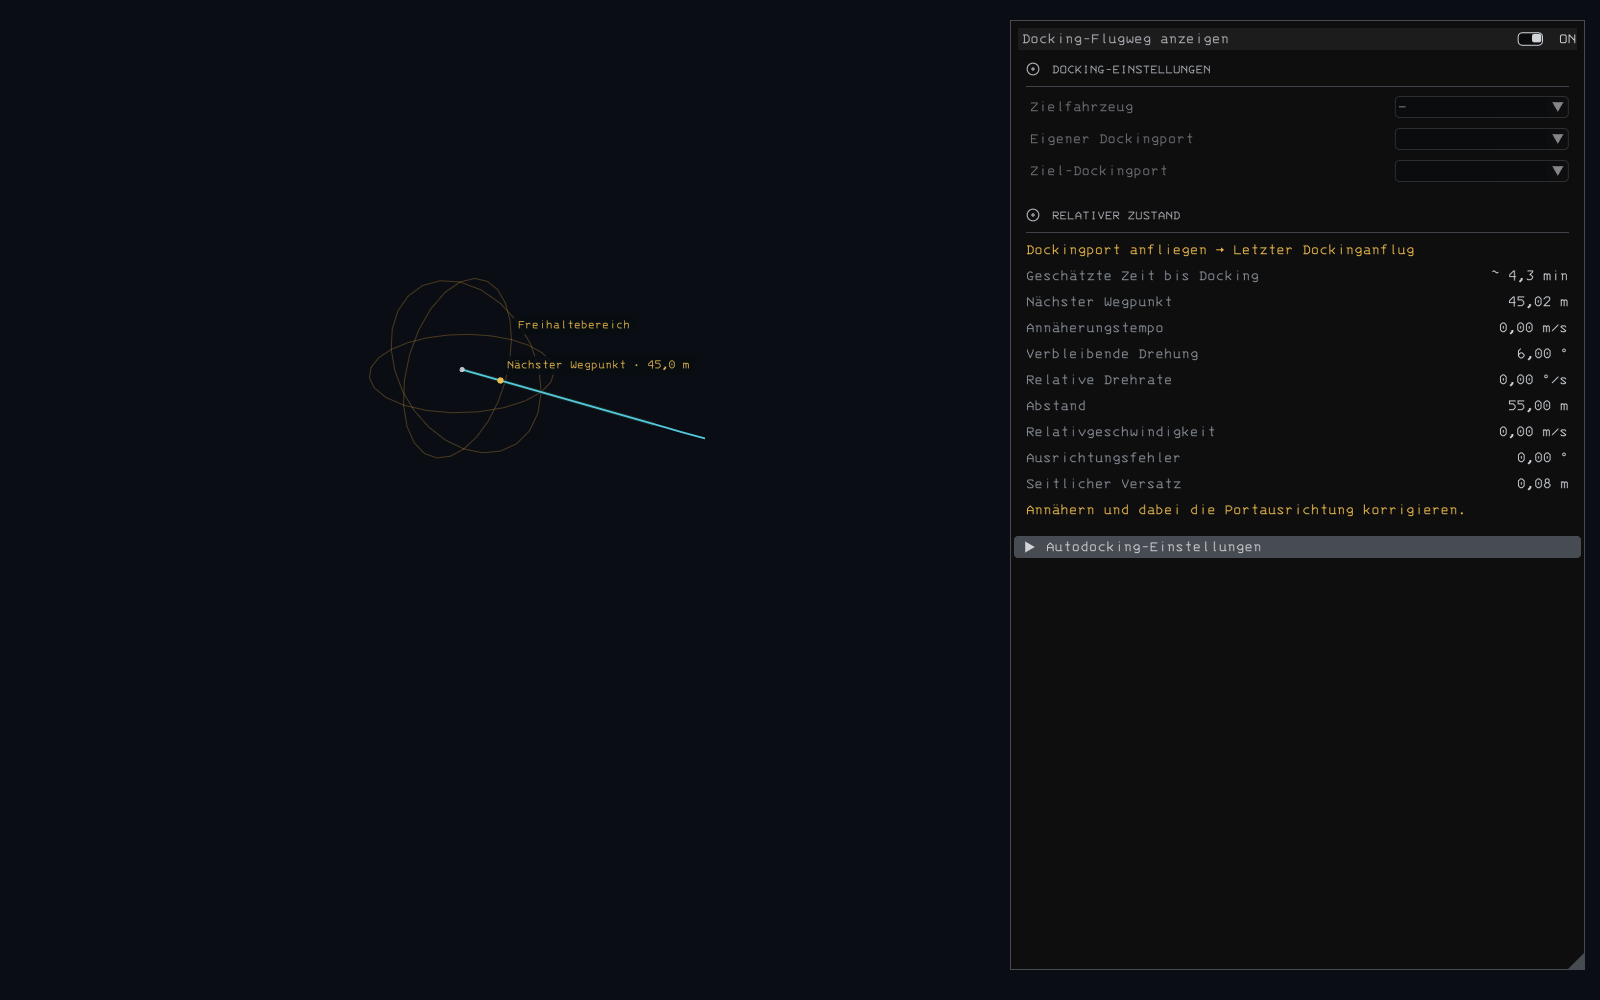 Docking-Flugweg anzeigen ON
DOCKING-EINSTELLUNGEN
Zielfahrzeug –
Eigener Dockingport
Ziel-Dockingport
RELATIVER ZUSTAND
Dockingport anfliegen → Letzter Dockinganflug
Geschätzte Zeit bis Docking ~ 4,3 min
Nächster Wegpunkt 45,02 m
Annäherungstempo 0,00 m/s
Verbleibende Drehung 6,00 °
Relative Drehrate 0,00 °/s
Abstand 55,00 m
Relativgeschwindigkeit 0,00 m/s
Ausrichtungsfehler 0,00 °
Seitlicher Versatz 0,08 m
Annähern und dabei die Portausrichtung korrigieren.
Autodocking-Einstellungen
Freihaltebereich
Nächster Wegpunkt · 45,0 m